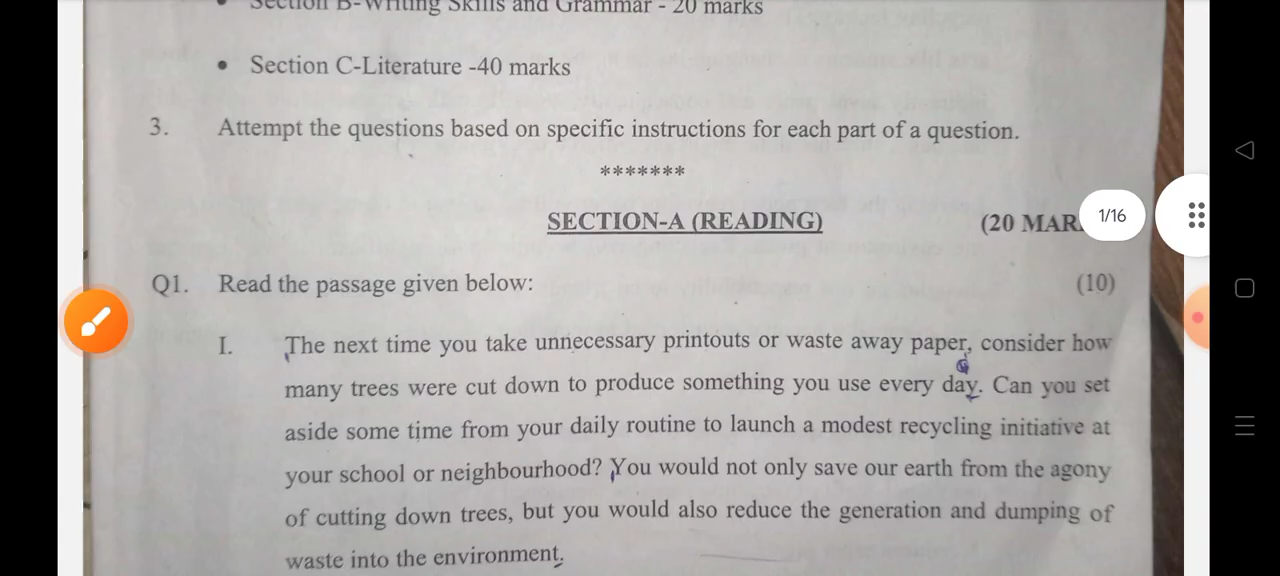 Section B-Writing Skills and Grammar - 20 marks
• Section C-Literature -40 marks
3. Attempt the questions based on specific instructions for each part of a question.
*******
SECTION-A (READING) (20 MAR
1/16
Q1. Read the passage given below: (10)
I. The next time you take unnecessary printouts or waste away paper, consider how
many trees were cut down to produce something you use every day. Can you set
aside some time from your daily routine to launch a modest recycling initiative at
your school or neighbourhood? You would not only save our earth from the agony
of cutting down trees, but you would also reduce the generation and dumping of
waste into the environment.